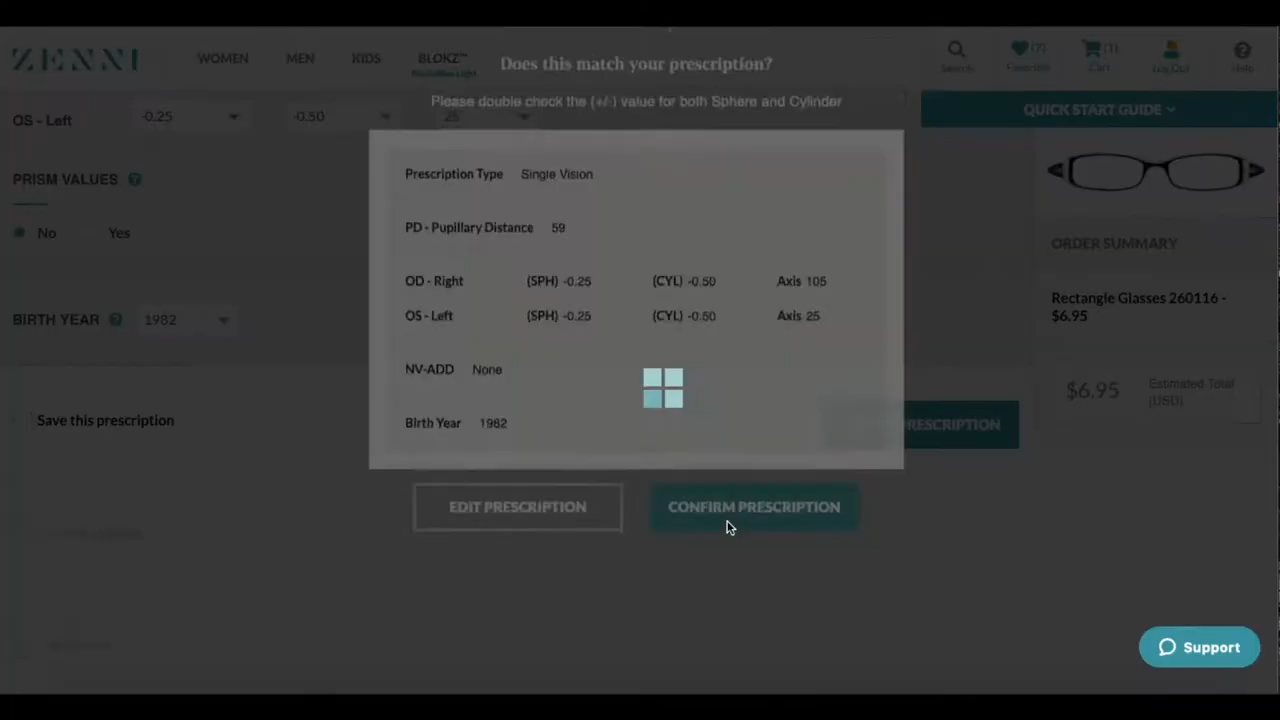 ZENNI
WOMEN
MEN
KIDS
BLOKZ™
Does this match your prescription?
Search
Favorites
(7)
Cart
(1)
Log Out
Help
Please double check the (+/-) value for both Sphere and Cylinder
QUICK START GUIDE
OS - Left -0.25 -0.50 25
PRISM VALUES ?
No Yes
BIRTH YEAR ? 1982
Save this prescription
Prescription Type Single Vision
PD - Pupillary Distance 59
OD - Right (SPH) -0.25 (CYL) -0.50 Axis 105
OS - Left (SPH) -0.25 (CYL) -0.50 Axis 25
NV-ADD None
Birth Year 1982
PRESCRIPTION
EDIT PRESCRIPTION
CONFIRM PRESCRIPTION
ORDER SUMMARY
Rectangle Glasses 260116 -
$6.95
$6.95
Estimated Total
(USD)
Support